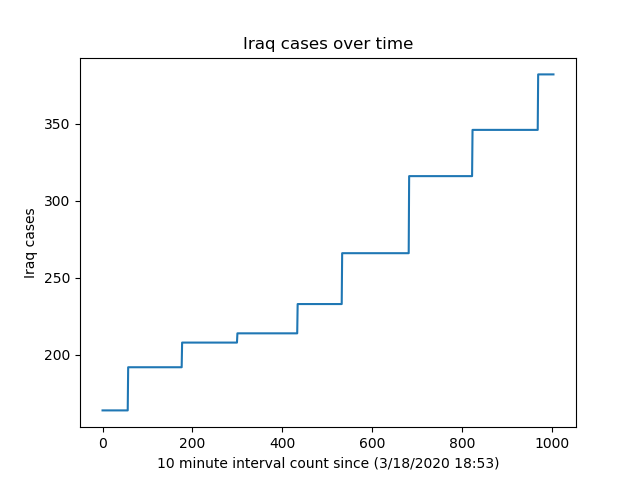 Iraq cases over time
350
300
250
200
Iraq cases
0 200 400 600 800 1000
10 minute interval count since (3/18/2020 18:53)